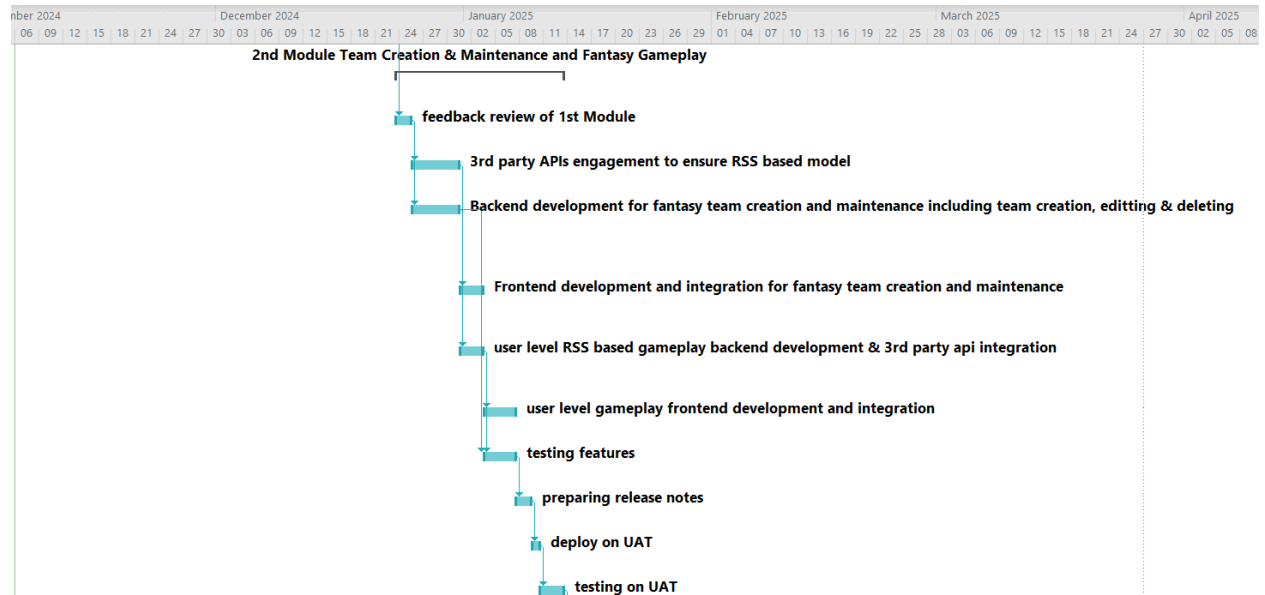 nber 2024 December 2024 January 2025 February 2025 March 2025 April 2025
06 09 12 15 18 21 24 27 30 03 06 09 12 15 18 21 24 27 30 02 05 08 11 14 17 20 23 26 29 01 04 07 10 13 16 19 22 25 28 03 06 09 12 15 18 21 24 27 30 02 05 08
2nd Module Team Creation & Maintenance and Fantasy Gameplay
feedback review of 1st Module
3rd party APIs engagement to ensure RSS based model
Backend development for fantasy team creation and maintenance including team creation, editting & deleting
Frontend development and integration for fantasy team creation and maintenance
user level RSS based gameplay backend development & 3rd party api integration
user level gameplay frontend development and integration
testing features
preparing release notes
deploy on UAT
testing on UAT